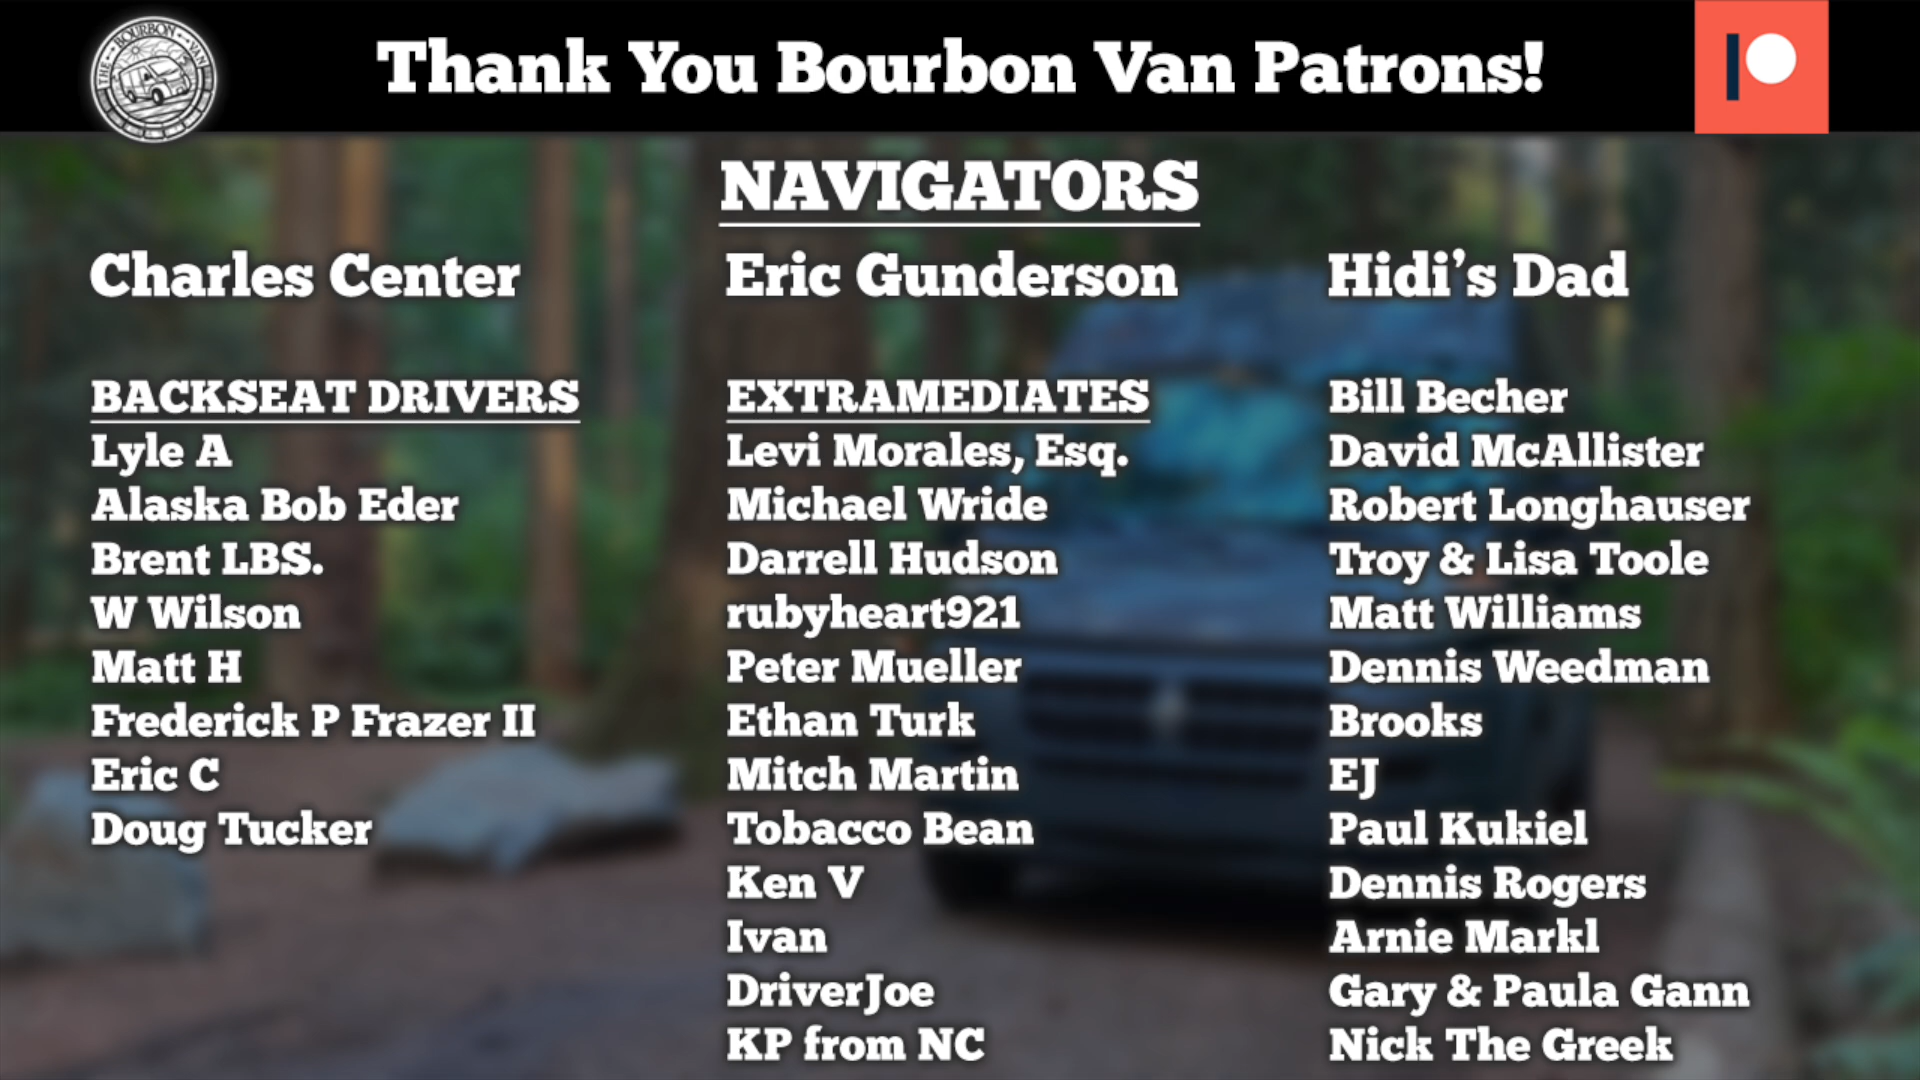 THE BOURBON VAN
Thank You Bourbon Van Patrons!
NAVIGATORS
Charles Center
Eric Gunderson
Hidi's Dad
BACKSEAT DRIVERS
Lyle A
Alaska Bob Eder
Brent LBS.
W Wilson
Matt H
Frederick P Frazer II
Eric C
Doug Tucker
EXTRAMEDIATES
Levi Morales, Esq.
Michael Wride
Darrell Hudson
rubyheart921
Peter Mueller
Ethan Turk
Mitch Martin
Tobacco Bean
Ken V
Ivan
DriverJoe
KP from NC
Bill Becher
David McAllister
Robert Longhauser
Troy & Lisa Toole
Matt Williams
Dennis Weedman
Brooks
EJ
Paul Kukiel
Dennis Rogers
Arnie Markl
Gary & Paula Gann
Nick The Greek